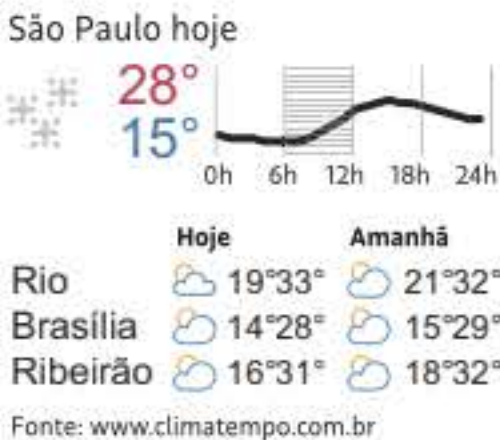 São Paulo hoje
28°
15°
0h 6h 12h 18h 24h
Hoje Amanhã
Rio 19°33° 21°32°
Brasília 14°28° 15°29°
Ribeirão 16°31° 18°32°
Fonte: www.climatempo.com.br